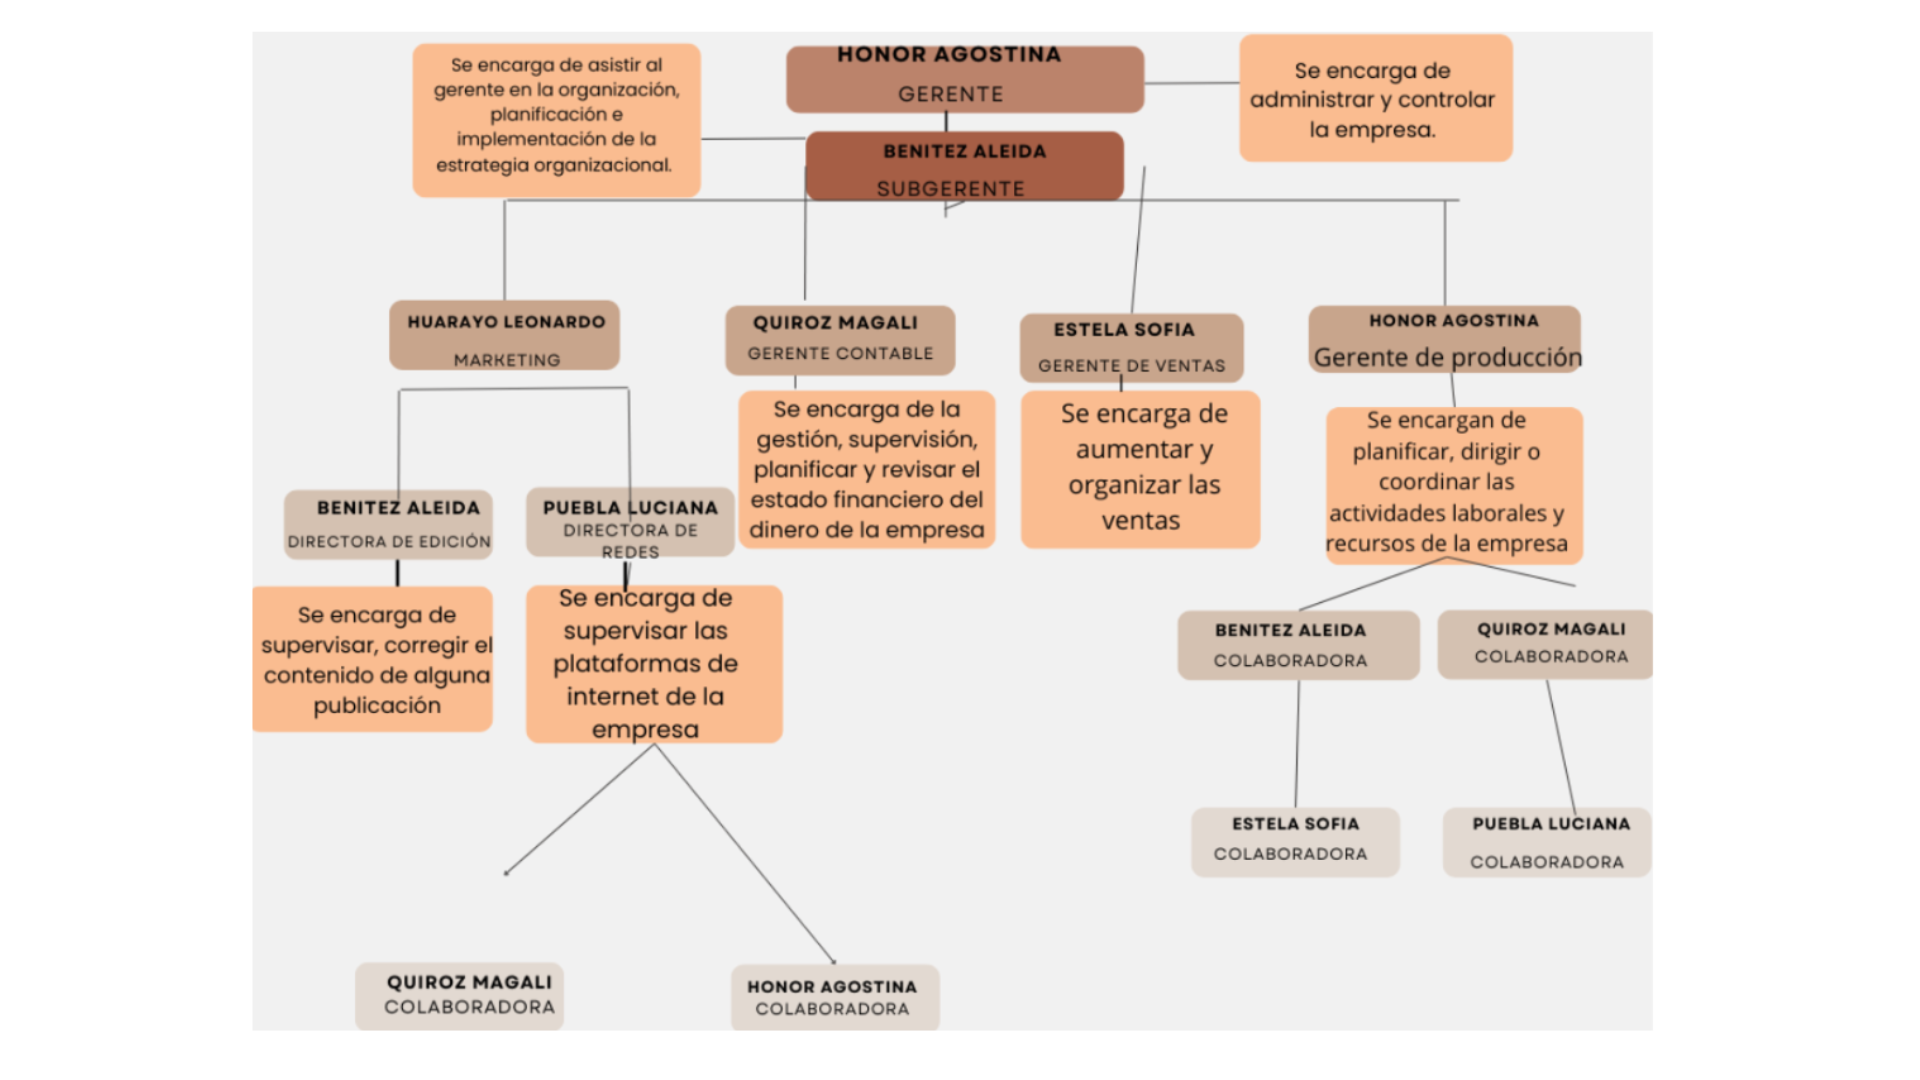 Se encarga de asistir al
gerente en la organización,
planificación e
implementación de la
estrategia organizacional.
HONOR AGOSTINA
GERENTE
Se encarga de
administrar y controlar
la empresa.
BENITEZ ALEIDA
SUBGERENTE
HUARAYO LEONARDO
MARKETING
QUIROZ MAGALI
GERENTE CONTABLE
ESTELA SOFIA
GERENTE DE VENTAS
HONOR AGOSTINA
Gerente de producción
Se encarga de la
gestión, supervisión,
planificar y revisar el
estado financiero del
dinero de la empresa
Se encarga de
aumentar y
organizar las
ventas
Se encargan de
planificar, dirigir o
coordinar las
actividades laborales y
recursos de la empresa
BENITEZ ALEIDA
DIRECTORA DE EDICIÓN
PUEBLA LUCIANA
DIRECTORA DE
REDES
Se encarga de
supervisar, corregir el
contenido de alguna
publicación
Se encarga de
supervisar las
plataformas de
internet de la
empresa
BENITEZ ALEIDA
COLABORADORA
QUIROZ MAGALI
COLABORADORA
ESTELA SOFIA
COLABORADORA
PUEBLA LUCIANA
COLABORADORA
QUIROZ MAGALI
COLABORADORA
HONOR AGOSTINA
COLABORADORA